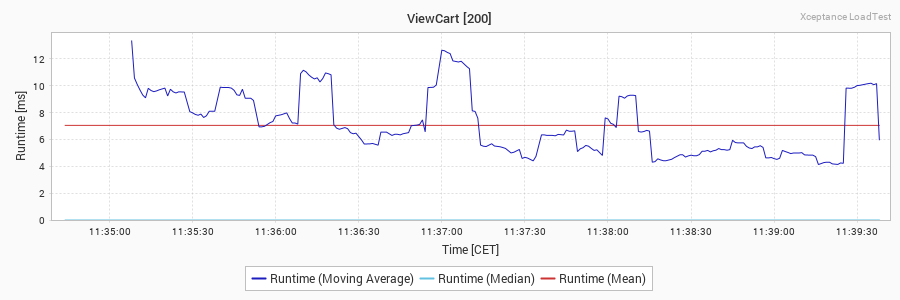 ViewCart [200]
Xceptance LoadTest
Runtime [ms]
12
10
8
6
4
2
0
11:35:00 11:35:30 11:36:00 11:36:30 11:37:00 11:37:30 11:38:00 11:38:30 11:39:00 11:39:30
Time [CET]
Runtime (Moving Average) Runtime (Median) Runtime (Mean)